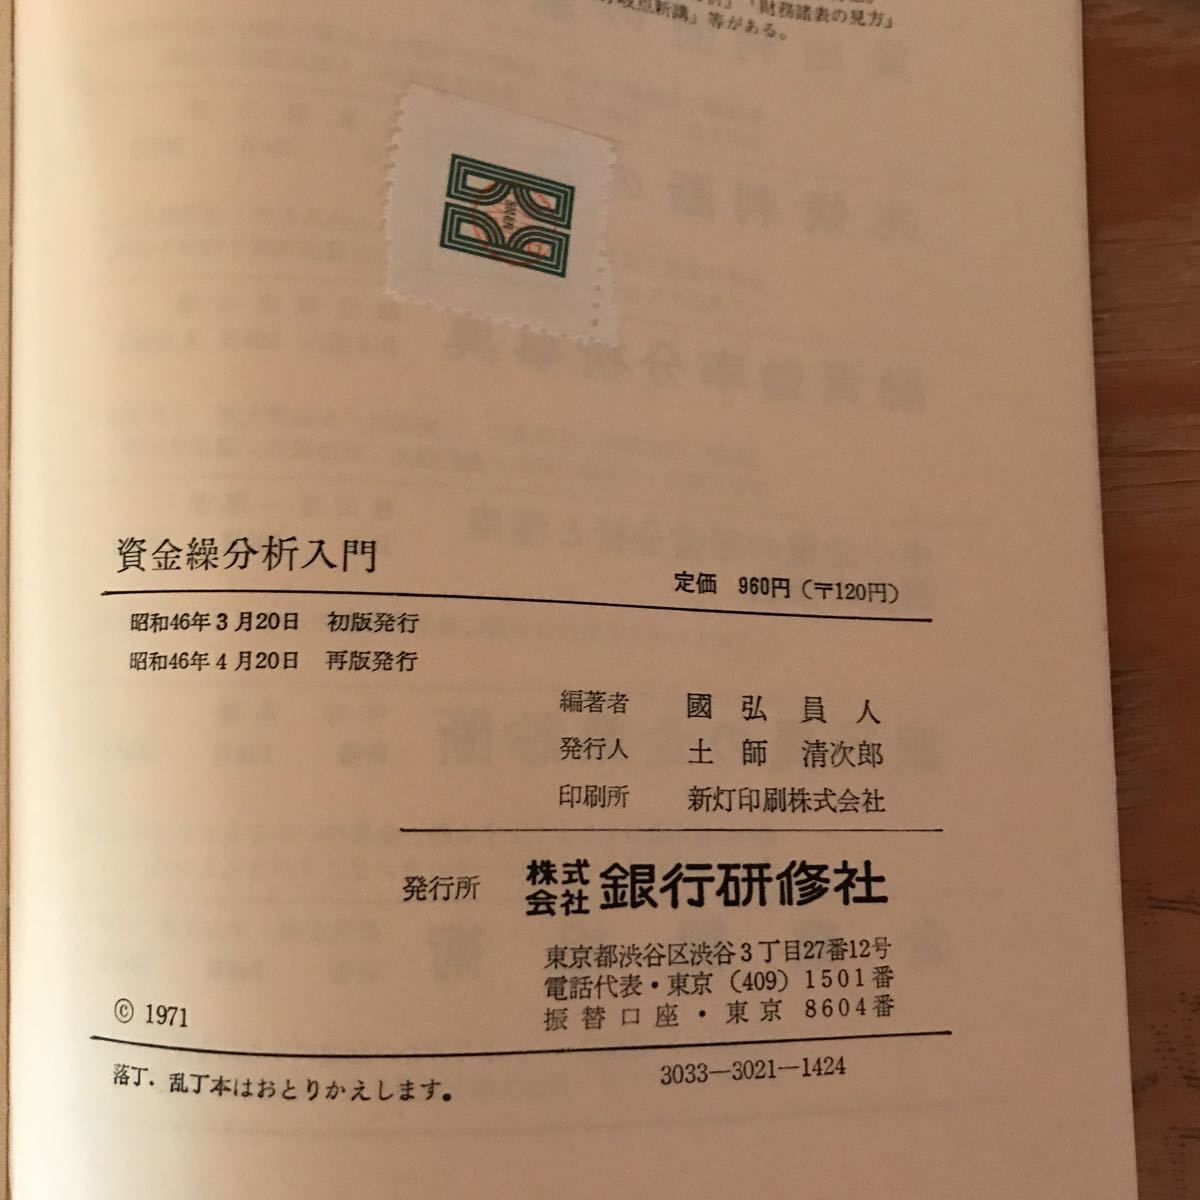 「財務諸表の見方」
岐点新講」等がある。
資金繰分析入門
定価 960円（〒120円）
昭和46年3月20日 初版発行
昭和46年4月20日 再版発行
編著者 國弘員人
発行人 土師清次郎
印刷所 新灯印刷株式会社
発行所 株式会社 銀行研修社
東京都渋谷区渋谷3丁目27番12号
電話代表・東京（409）1501番
振替口座・東京 8604番
© 1971
落丁．乱丁本はおとりかえします。
3033—3021—1424